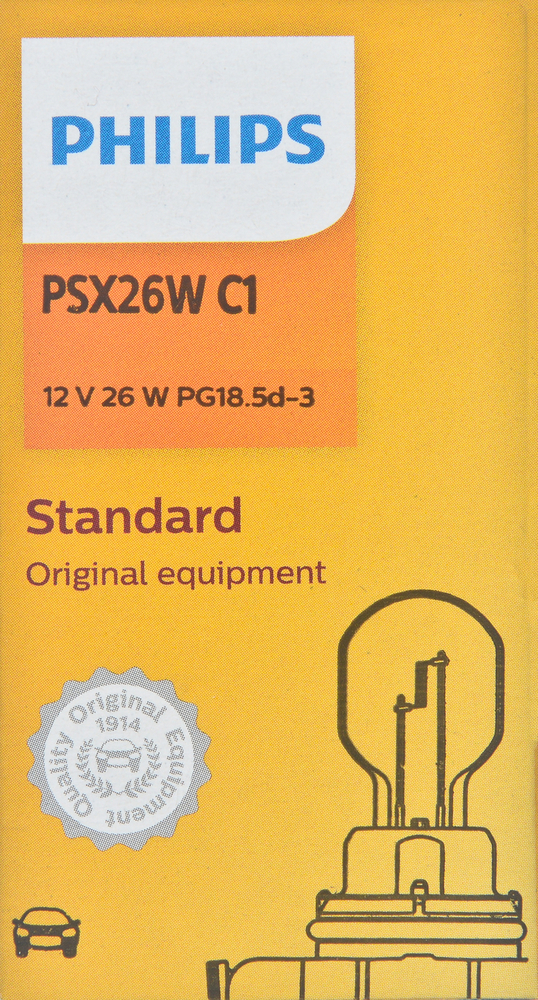 PHILIPS
PSX26W C1
12 V 26 W PG18.5d-3
Standard
Original equipment
Original Equipment Quality
1914